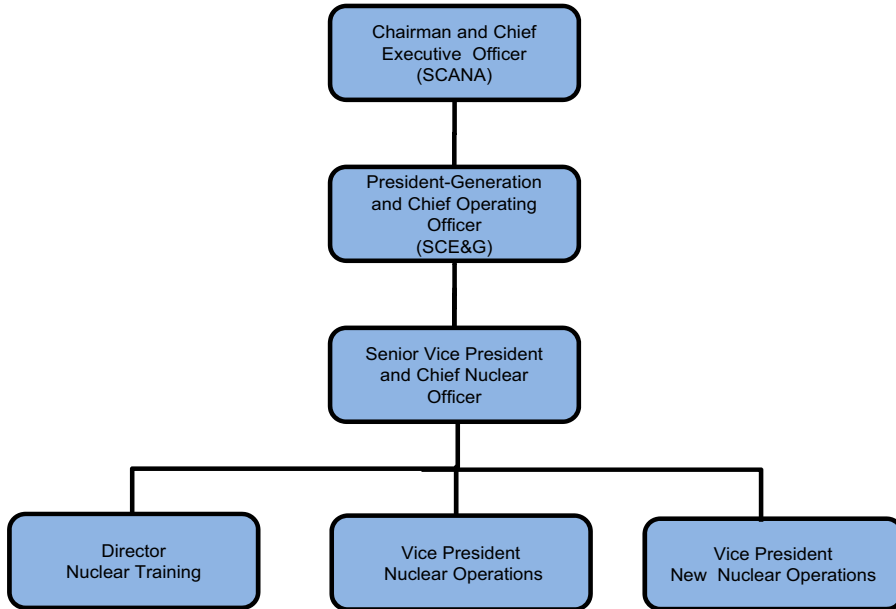 Chairman and Chief
Executive Officer
(SCANA)
President-Generation
and Chief Operating
Officer
(SCE&G)
Senior Vice President
and Chief Nuclear
Officer
Director
Nuclear Training
Vice President
Nuclear Operations
Vice President
New Nuclear Operations